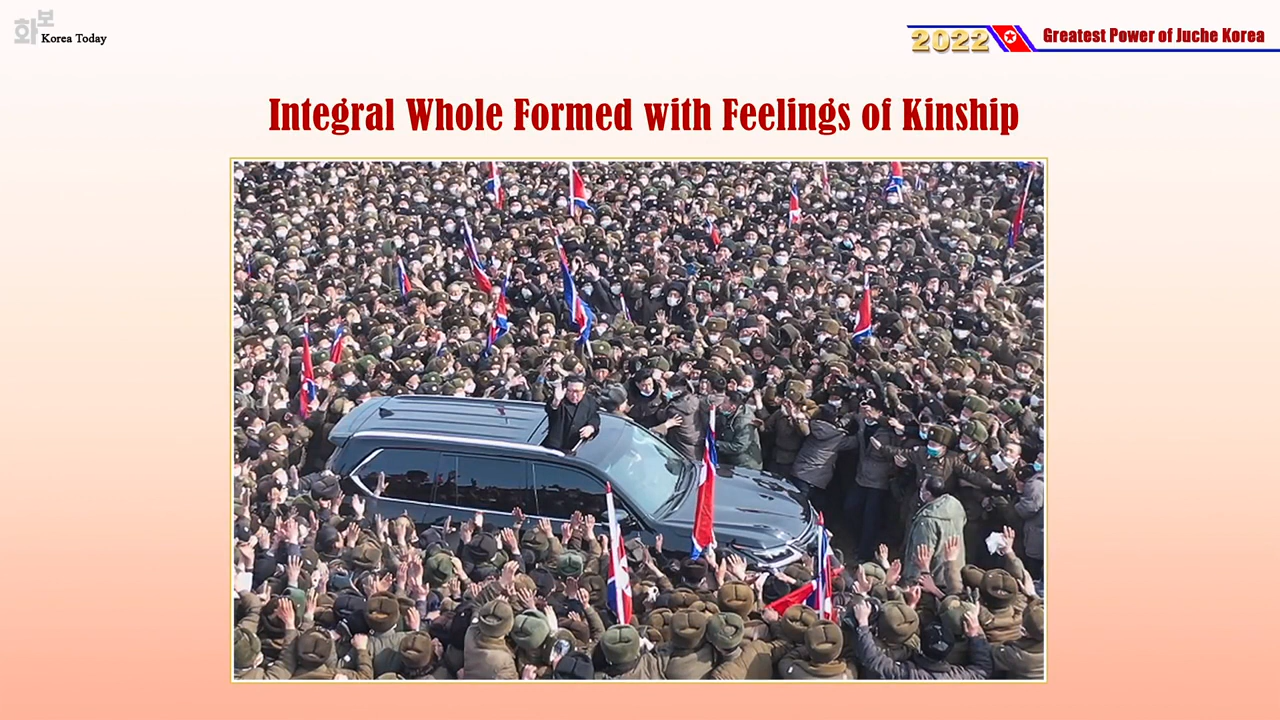 화보
Korea Today
2022 Greatest Power of Juche Korea
Integral Whole Formed with Feelings of Kinship